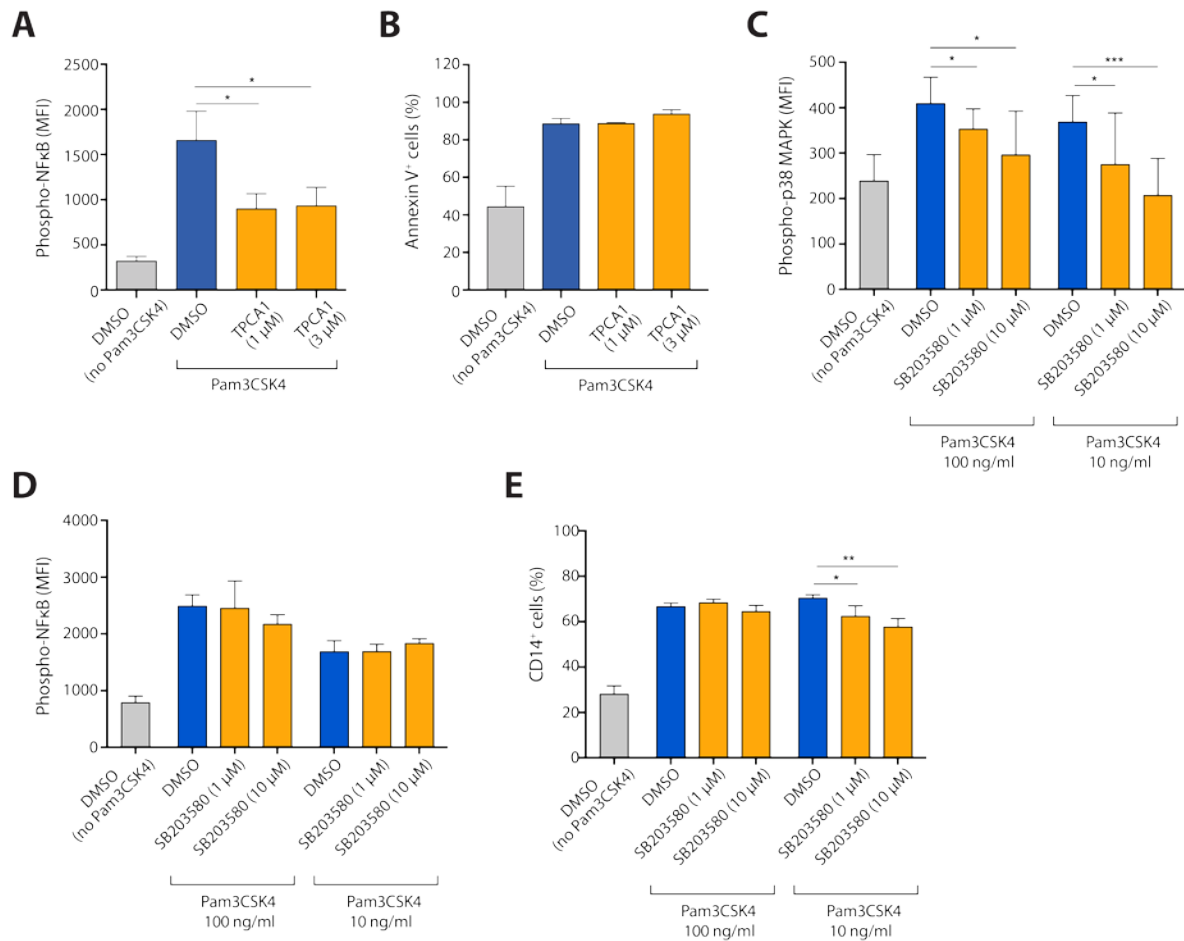 A
Phospho-NFκB (MFI)
2500
2000
1500
1000
500
0
*
*
DMSO
(no Pam3CSK4)
DMSO
TPCA1
(1 µM)
TPCA1
(3 µM)
Pam3CSK4
B
Annexin V⁺ cells (%)
120
100
80
60
40
20
0
DMSO
(no Pam3CSK4)
DMSO
TPCA1
(1 µM)
TPCA1
(3 µM)
Pam3CSK4
C
Phospho-p38 MAPK (MFI)
500
400
300
200
100
0
*
*
***
*
DMSO
(no Pam3CSK4)
DMSO
SB203580 (1 µM)
SB203580 (10 µM)
DMSO
SB203580 (1 µM)
SB203580 (10 µM)
Pam3CSK4
100 ng/ml
Pam3CSK4
10 ng/ml
D
Phospho-NFκB (MFI)
4000
3000
2000
1000
0
DMSO
(no Pam3CSK4)
DMSO
SB203580 (1 µM)
SB203580 (10 µM)
DMSO
SB203580 (1 µM)
SB203580 (10 µM)
Pam3CSK4
100 ng/ml
Pam3CSK4
10 ng/ml
E
CD14⁺ cells (%)
100
80
60
40
20
0
**
*
DMSO
(no Pam3CSK4)
DMSO
SB203580 (1 µM)
SB203580 (10 µM)
DMSO
SB203580 (1 µM)
SB203580 (10 µM)
Pam3CSK4
100 ng/ml
Pam3CSK4
10 ng/ml